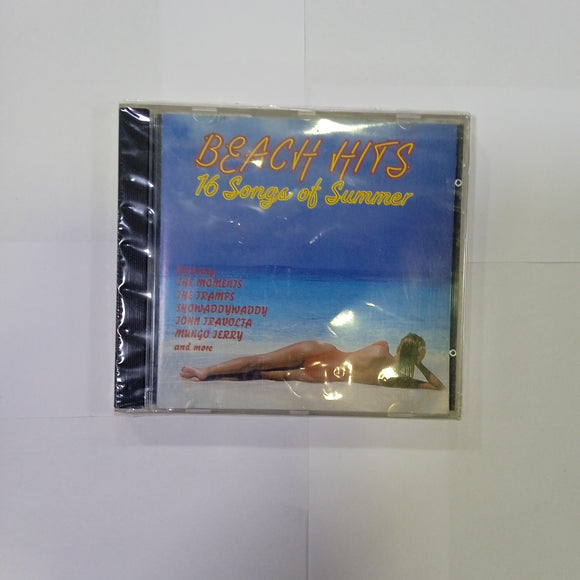 BEACH HITS
16 Songs of Summer
THE MOMENTS
THE TRAMPS
SHOWADDYWADDY
JOHN TRAVOLTA
MUNGO JERRY
and more